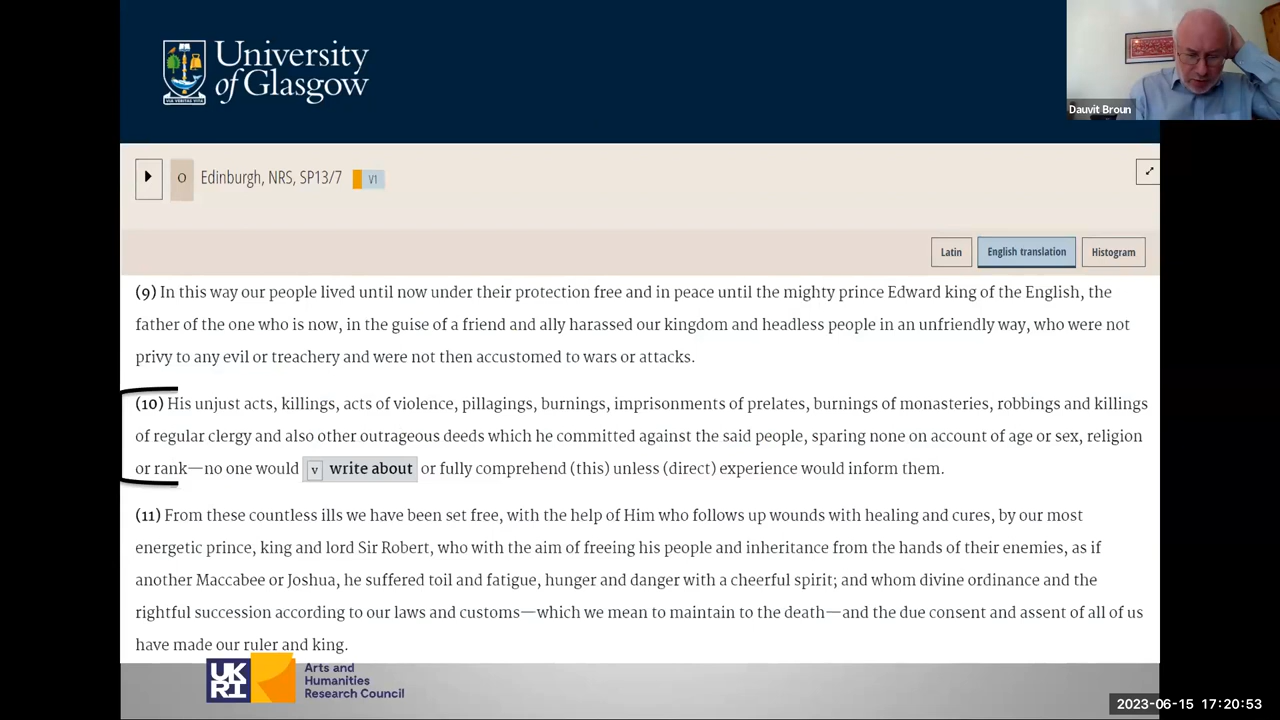 University
of Glasgow
VIA VERITAS VITA
Dauvit Broun
O Edinburgh, NRS, SP13/7 V1
Latin English translation Histogram
(9) In this way our people lived until now under their protection free and in peace until the mighty prince Edward king of the English, the
father of the one who is now, in the guise of a friend and ally harassed our kingdom and headless people in an unfriendly way, who were not
privy to any evil or treachery and were not then accustomed to wars or attacks.
(10) His unjust acts, killings, acts of violence, pillagings, burnings, imprisonments of prelates, burnings of monasteries, robbings and killings
of regular clergy and also other outrageous deeds which he committed against the said people, sparing none on account of age or sex, religion
or rank—no one would v write about or fully comprehend (this) unless (direct) experience would inform them.
(11) From these countless ills we have been set free, with the help of Him who follows up wounds with healing and cures, by our most
energetic prince, king and lord Sir Robert, who with the aim of freeing his people and inheritance from the hands of their enemies, as if
another Maccabee or Joshua, he suffered toil and fatigue, hunger and danger with a cheerful spirit; and whom divine ordinance and the
rightful succession according to our laws and customs—which we mean to maintain to the death—and the due consent and assent of all of us
have made our ruler and king.
UK
RI
Arts and
Humanities
Research Council
2023-06-15 17:20:53